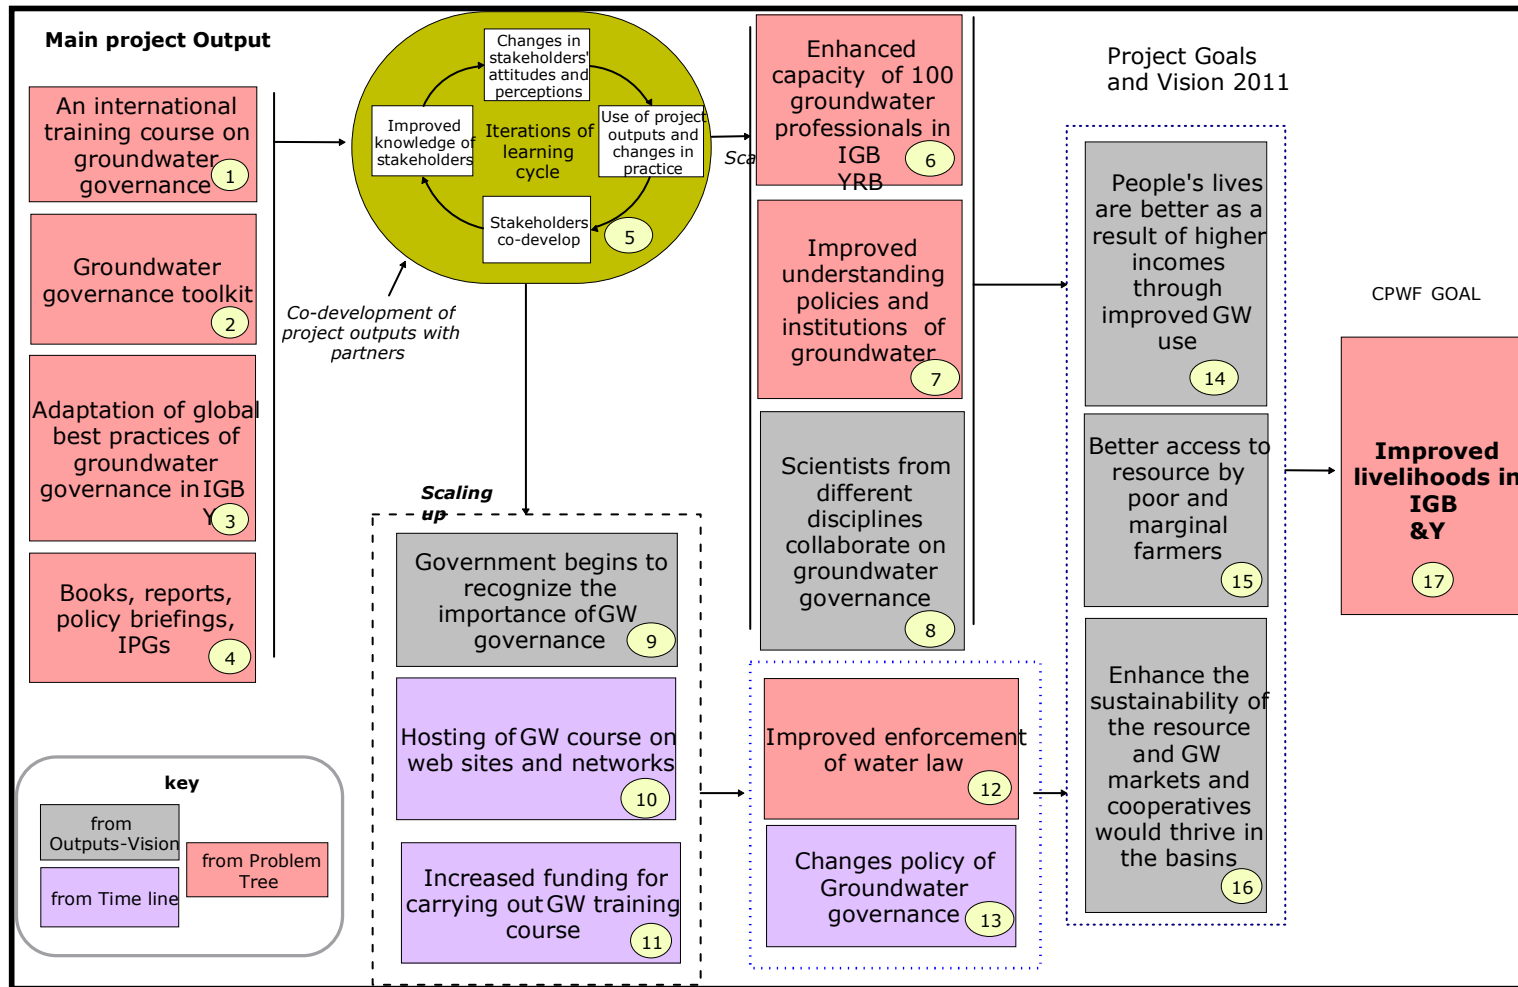 Main project Output
An international
training course on
groundwater
governance
1
Groundwater
governance toolkit
2
Adaptation of global
best practices of
groundwater
governance in IGB
Y
3
Books, reports,
policy briefings,
IPGs
4
Changes in
stakeholders'
attitudes and
perceptions
Improved
knowledge of
stakeholders
Iterations of
learning
cycle
Use of project
outputs and
changes in
practice
Stakeholders
co-develop
5
Co-development of
project outputs with
partners
Sca
Scaling
up
Enhanced
capacity of 100
groundwater
professionals in
IGB
YRB
6
Improved
understanding
policies and
institutions of
groundwater
7
Scientists from
different
disciplines
collaborate on
groundwater
governance
8
Government begins to
recognize the
importance of GW
governance
9
Hosting of GW course on
web sites and networks
10
Increased funding for
carrying out GW training
course
11
Improved enforcement
of water law
12
Changes policy of
Groundwater
governance
13
Project Goals
and Vision 2011
People's lives
are better as a
result of higher
incomes
through
improved GW
use
14
Better access to
resource by
poor and
marginal
farmers
15
Enhance the
sustainability of
the resource
and GW
markets and
cooperatives
would thrive in
the basins
16
CPWF GOAL
Improved
livelihoods in
IGB
&Y
17
key
from
Outputs-Vision
from Time line
from Problem
Tree